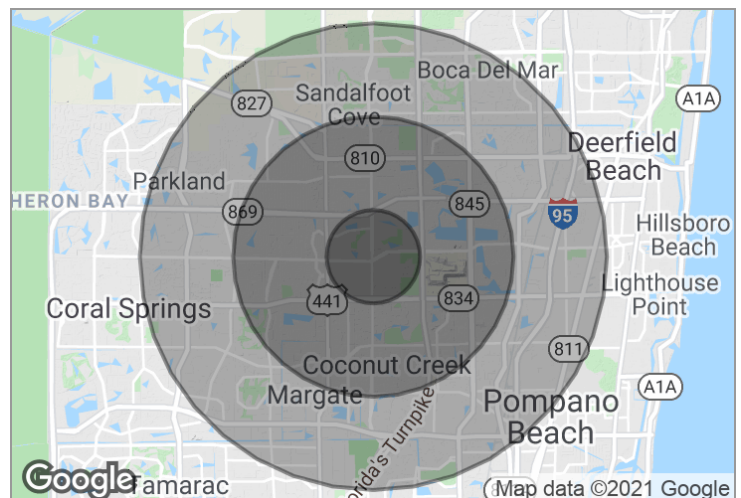 Boca Del Mar
A1A
827
Sandalfoot
Cove
810
Deerfield
Beach
Parkland
HERON BAY
869
845
95
Hillsboro
Beach
Lighthouse
Point
441
834
Coral Springs
811
Coconut Creek
Margate
A1A
Pompano
Beach
orida's Turnpike
Google
Tamarac
Map data ©2021 Google